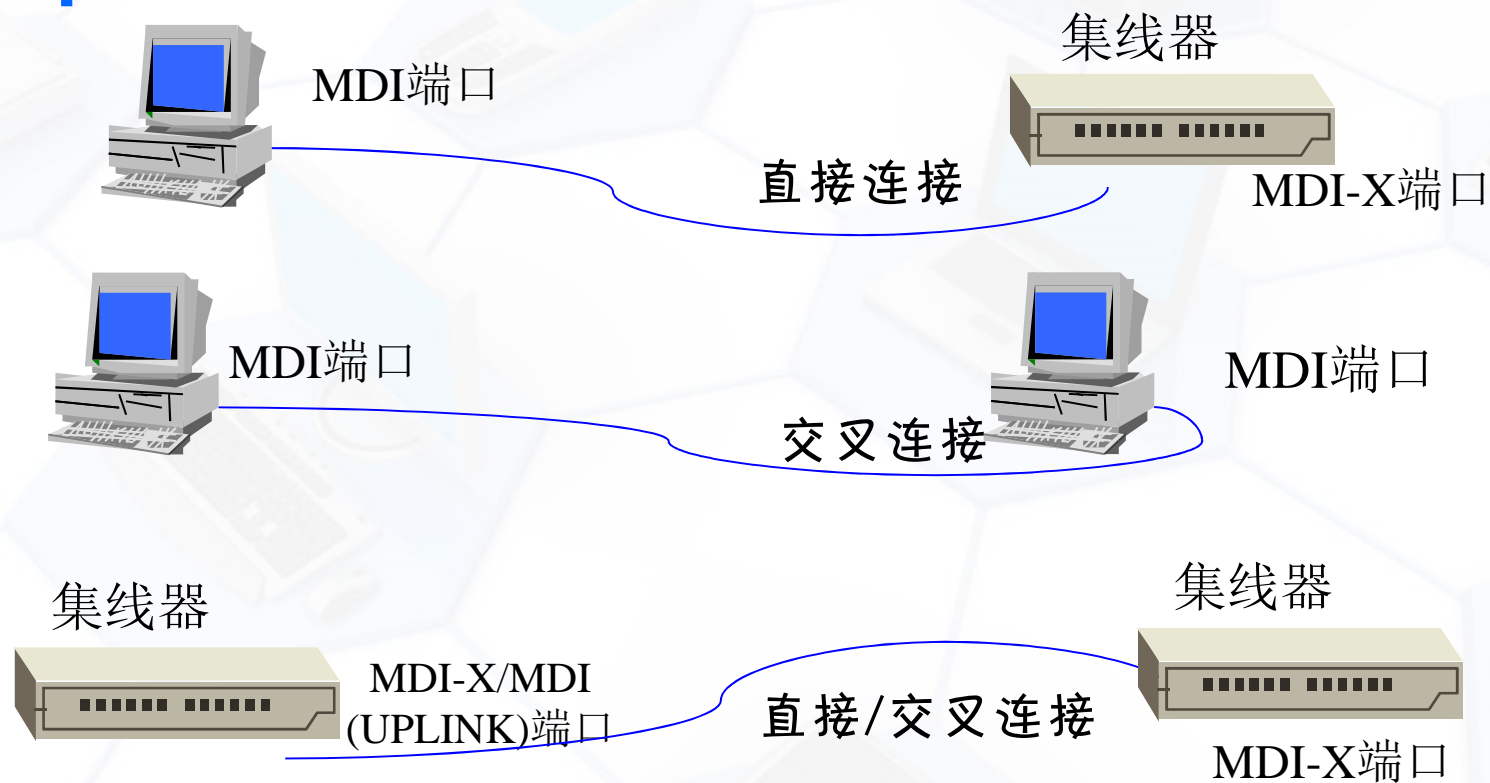 集线器
MDI端口
直接连接
MDI-X端口
MDI端口
MDI端口
交叉连接
集线器
集线器
MDI-X/MDI
(UPLINK)端口
直接/交叉连接
MDI-X端口